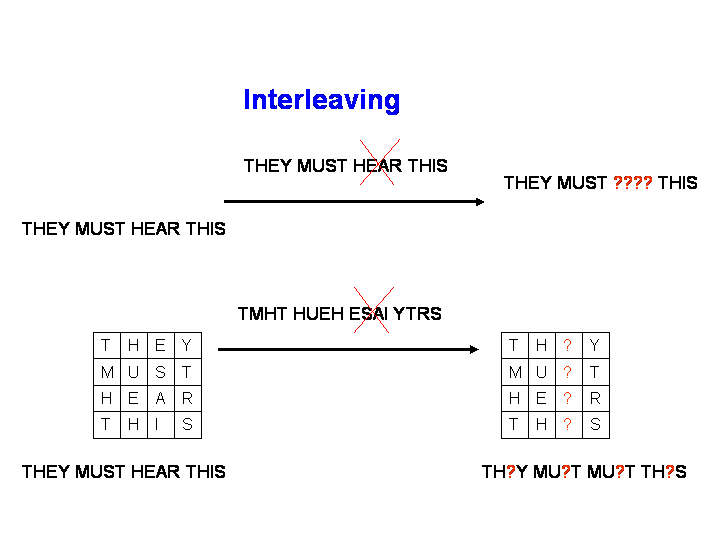 Interleaving
THEY MUST HEAR THIS
THEY MUST ???? THIS
THEY MUST HEAR THIS
TMHT HUEH ESAI YTRS
T H E Y
M U S T
H E A R
T H I S
T H ? Y
M U ? T
H E ? R
T H ? S
THEY MUST HEAR THIS
TH?Y MU?T MU?T TH?S